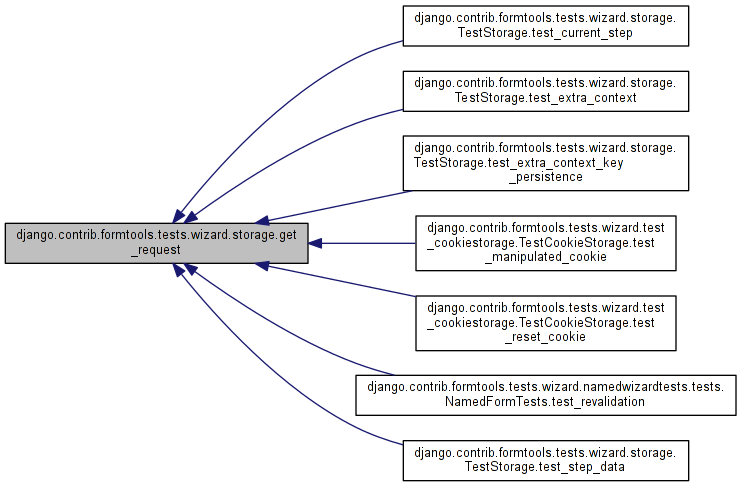 django.contrib.formtools.tests.wizard.storage.
TestStorage.test_current_step
django.contrib.formtools.tests.wizard.storage.
TestStorage.test_extra_context
django.contrib.formtools.tests.wizard.storage.
TestStorage.test_extra_context_key
_persistence
django.contrib.formtools.tests.wizard.storage.get
_request
django.contrib.formtools.tests.wizard.test
_cookiestorage.TestCookieStorage.test
_manipulated_cookie
django.contrib.formtools.tests.wizard.test
_cookiestorage.TestCookieStorage.test
_reset_cookie
django.contrib.formtools.tests.wizard.namedwizardtests.tests.
NamedFormTests.test_revalidation
django.contrib.formtools.tests.wizard.storage.
TestStorage.test_step_data